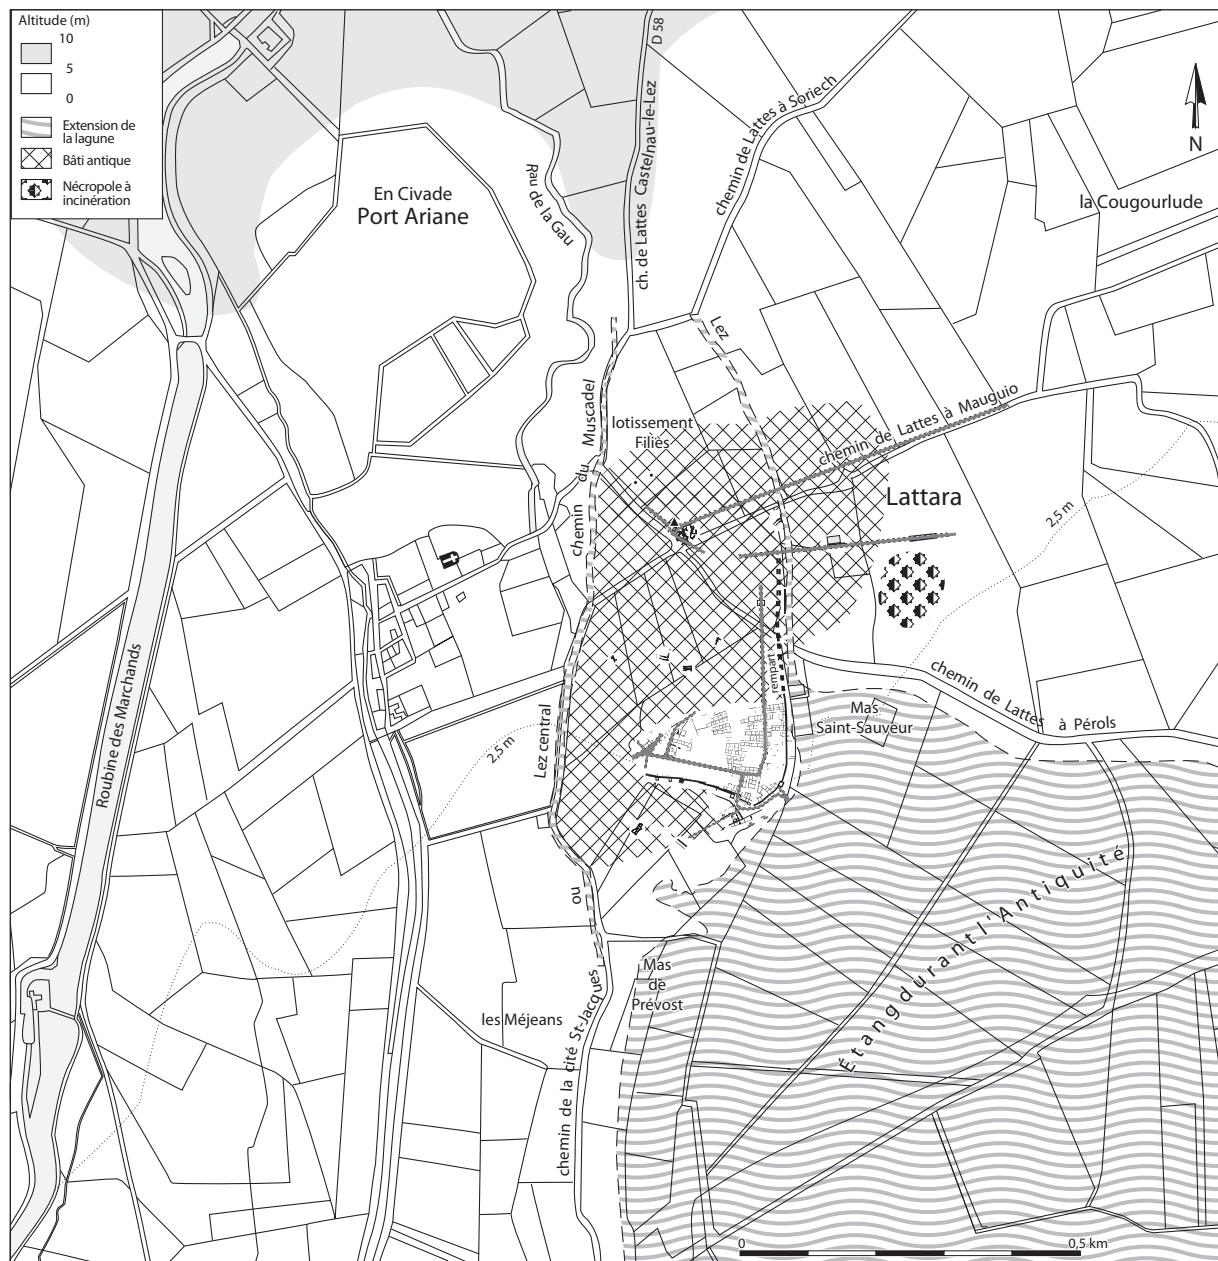 Altitude (m)
10
5
0
Extension de
la lagune
Bâti antique
Nécropole à
incinération
D 58
ch. de Lattes Castelnau-le-Lez
chemin de Lattes à Soriech
N
En Civade
Port Ariane
Rau de la Gau
la Cougourlude
Lez
chemin du Muscadel
lotissement
Filiès
chemin de Lattes à Mauguio
Lattara
2,5 m
rempart
chemin de Lattes à Pérols
Mas
Saint-Sauveur
Roubine des Marchands
Lez central
2,5 m
ou
Étang durant l'Antiquité
Mas
de
Prévost
les Méjeans
chemin de la cité St-Jacques
0
0,5 km